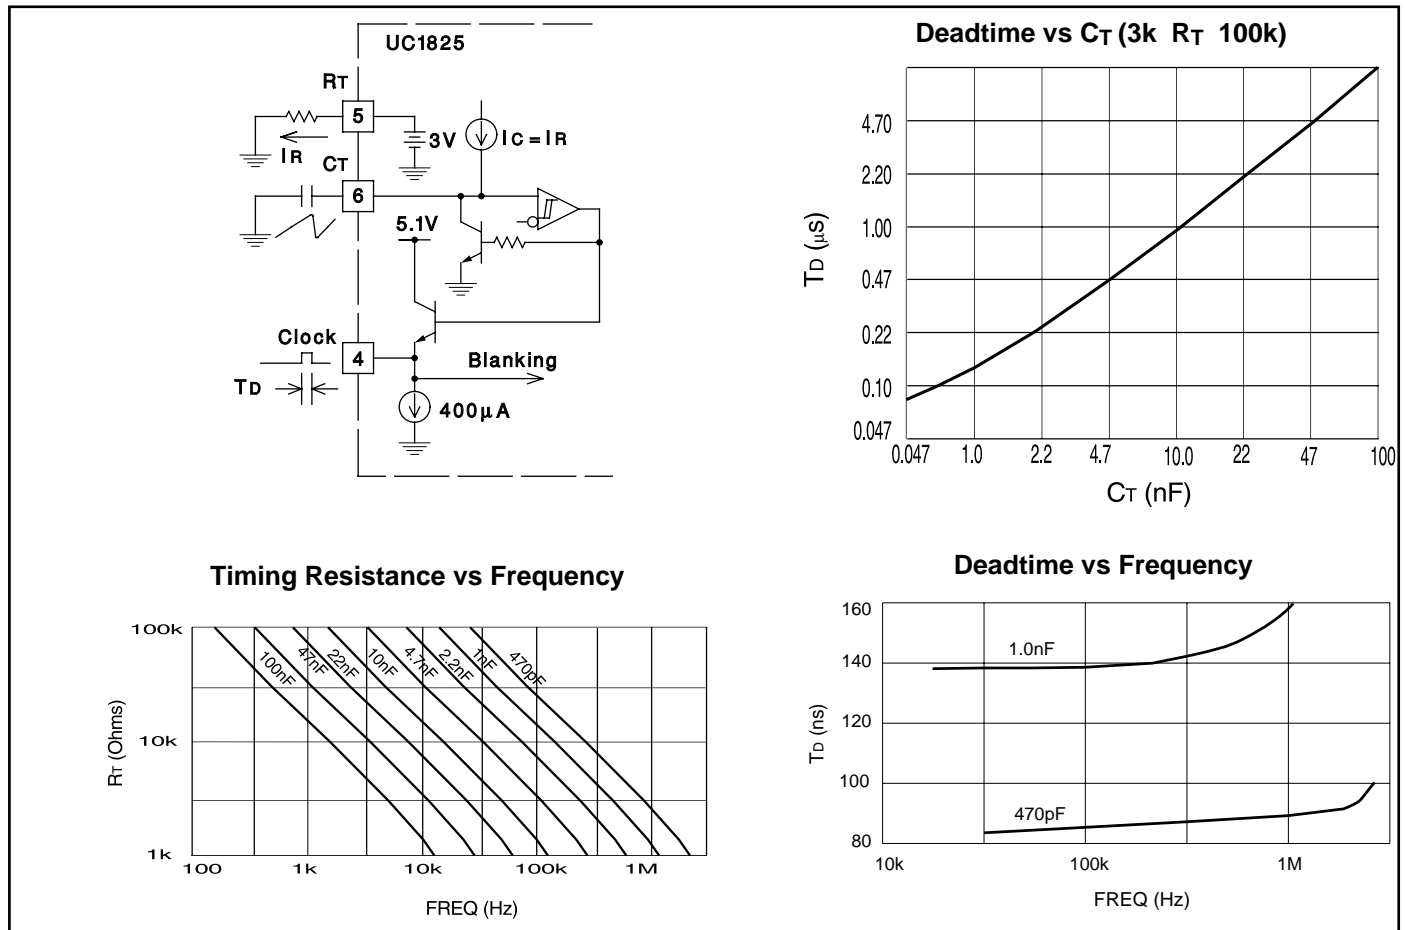 UC1825
RT
5
IR
3V
IC=IR
CT
6
5.1V
Clock
4
Blanking
TD
400µA
Deadtime vs CT (3k RT 100k)
4.70
2.20
1.00
0.47
0.22
0.10
0.047
TD (µs)
0.047 1.0 2.2 4.7 10.0 22 47 100
CT (nF)
Timing Resistance vs Frequency
100k
10k
1k
RT (Ohms)
100nF
47nF
22nF
10nF
4.7nF
2.2nF
1nF
470pF
100 1k 10k 100k 1M
FREQ (Hz)
Deadtime vs Frequency
160
140
120
100
80
TD (ns)
1.0nF
470pF
10k 100k 1M
FREQ (Hz)